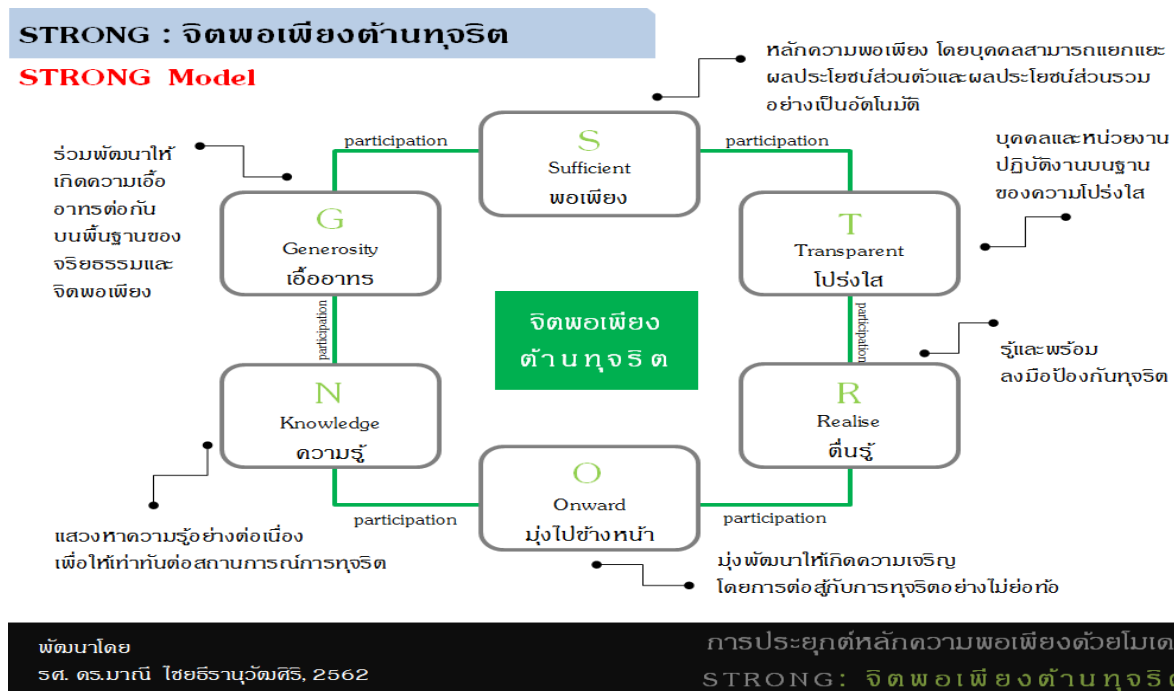 STRONG : จิตพอเพียงต้านทุจริต
STRONG Model
หลักความพอเพียง โดยบุคคลสามารถแยกแยะ
ผลประโยชน์ส่วนตัวและผลประโยชน์ส่วนรวม
อย่างเป็นอัตโนมัติ
participation
S
Sufficient
พอเพียง
participation
บุคคลและหน่วยงาน
ปฏิบัติงานบนฐาน
ของความโปร่งใส
ร่วมพัฒนาให้
เกิดความเอื้อ
อาทรต่อกัน
บนพื้นฐานของ
จริยธรรมและ
จิตพอเพียง
G
Generosity
เอื้ออาทร
T
Transparent
โปร่งใส
participation
จิตพอเพียง
ต้านทุจริต
participation
รู้และพร้อม
ลงมือป้องกันทุจริต
N
Knowledge
ความรู้
R
Realise
ตื่นรู้
O
Onward
มุ่งไปข้างหน้า
participation
participation
แสวงหาความรู้อย่างต่อเนื่อง
เพื่อให้เท่าทันต่อสถานการณ์การทุจริต
มุ่งพัฒนาให้เกิดความเจริญ
โดยการต่อสู้กับการทุจริตอย่างไม่ย่อท้อ
พัฒนาโดย
รศ. ดร.มาณี ไชยธีรานุวัฒศิริ, 2562
การประยุกต์หลักความพอเพียงด้วยโมเด
STRONG: จิตพอเพียงต้านทุจริต